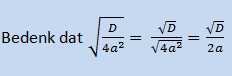 Bedenk dat √(D/4a²) = √D/√4a² = √D/2a